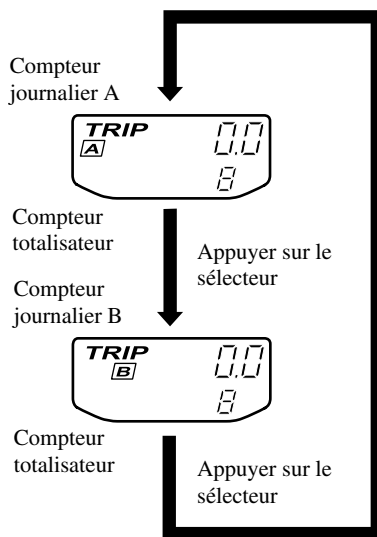 Compteur
journalier A
TRIP 0.0
A
8
Compteur
totalisateur
Appuyer sur le
sélecteur
Compteur
journalier B
TRIP 0.0
B
8
Compteur
totalisateur
Appuyer sur le
sélecteur